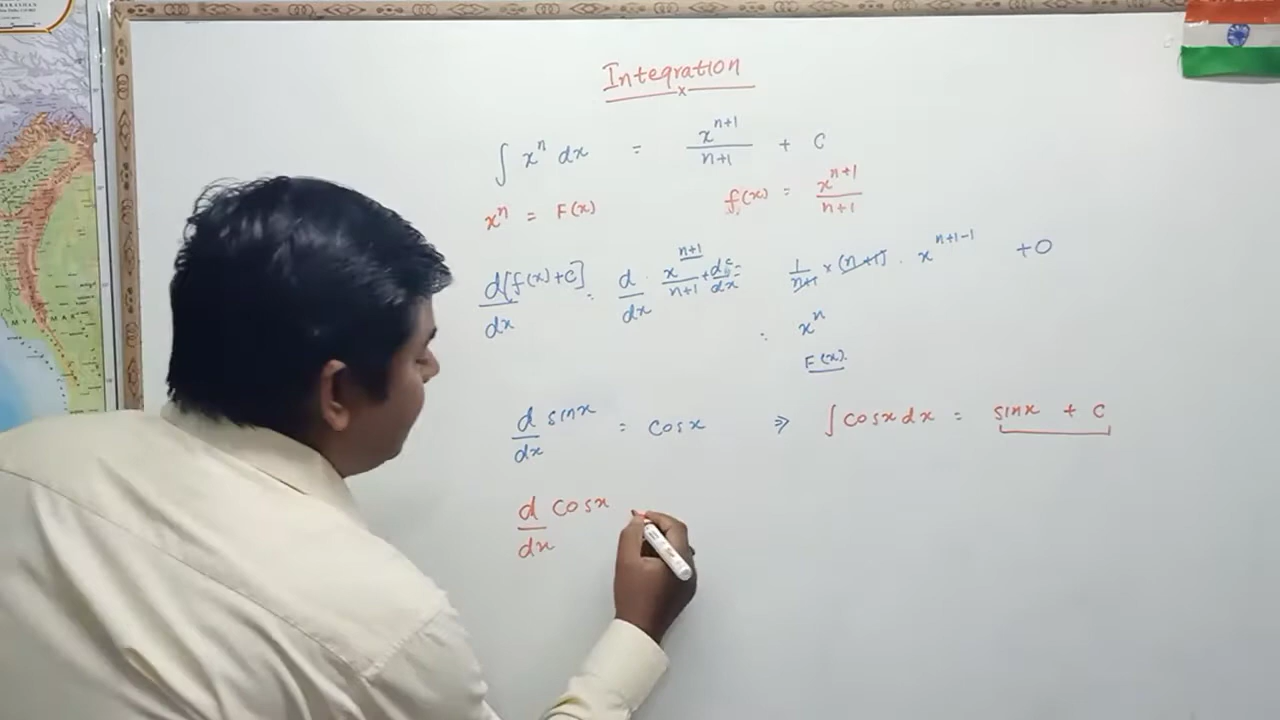 Integration
∫ xⁿ dx = xⁿ⁺¹/n+1 + C
xⁿ = F(x) f(x) = xⁿ⁺¹/n+1
d[f(x)+C]/dx = d/dx · xⁿ⁺¹/n+1 + dc/dx = 1/n+1 × (n+1) · xⁿ⁺¹⁻¹ +0
: xⁿ
F(x).
d/dx sinx = cosx ⇒ ∫ cosx dx = sinx + C
d/dx cosx
MYANMAR